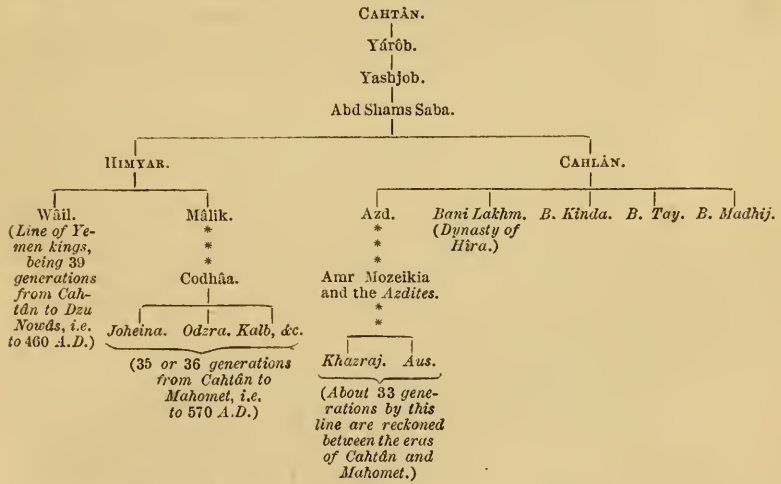 CAHTÂN.
Yárôb.
Yashjob.
Abd Shams Saba.
HIMYAR.
CAHLÂN.
Wâil.
(Line of Ye-
men kings,
being 39
generations
from Cah-
tân to Dzu
Nowâs, i.e.
to 460 A.D.)
Mâlik.
*
*
*
Codhâa.
Joheina. Odzra. Kalb, &c.
(35 or 36 generations
from Cahtân to
Mahomet, i.e.
to 570 A.D.)
Azd.
*
*
*
Amr Mozeikia
and the Azdites.
*
*
Khazraj. Aus.
(About 33 gene-
rations by this
line are reckoned
between the eras
of Cahtân and
Mahomet.)
Bani Lakhm.
(Dynasty of
Hîra.)
B. Kinda.
B. Tay.
B. Madhij.